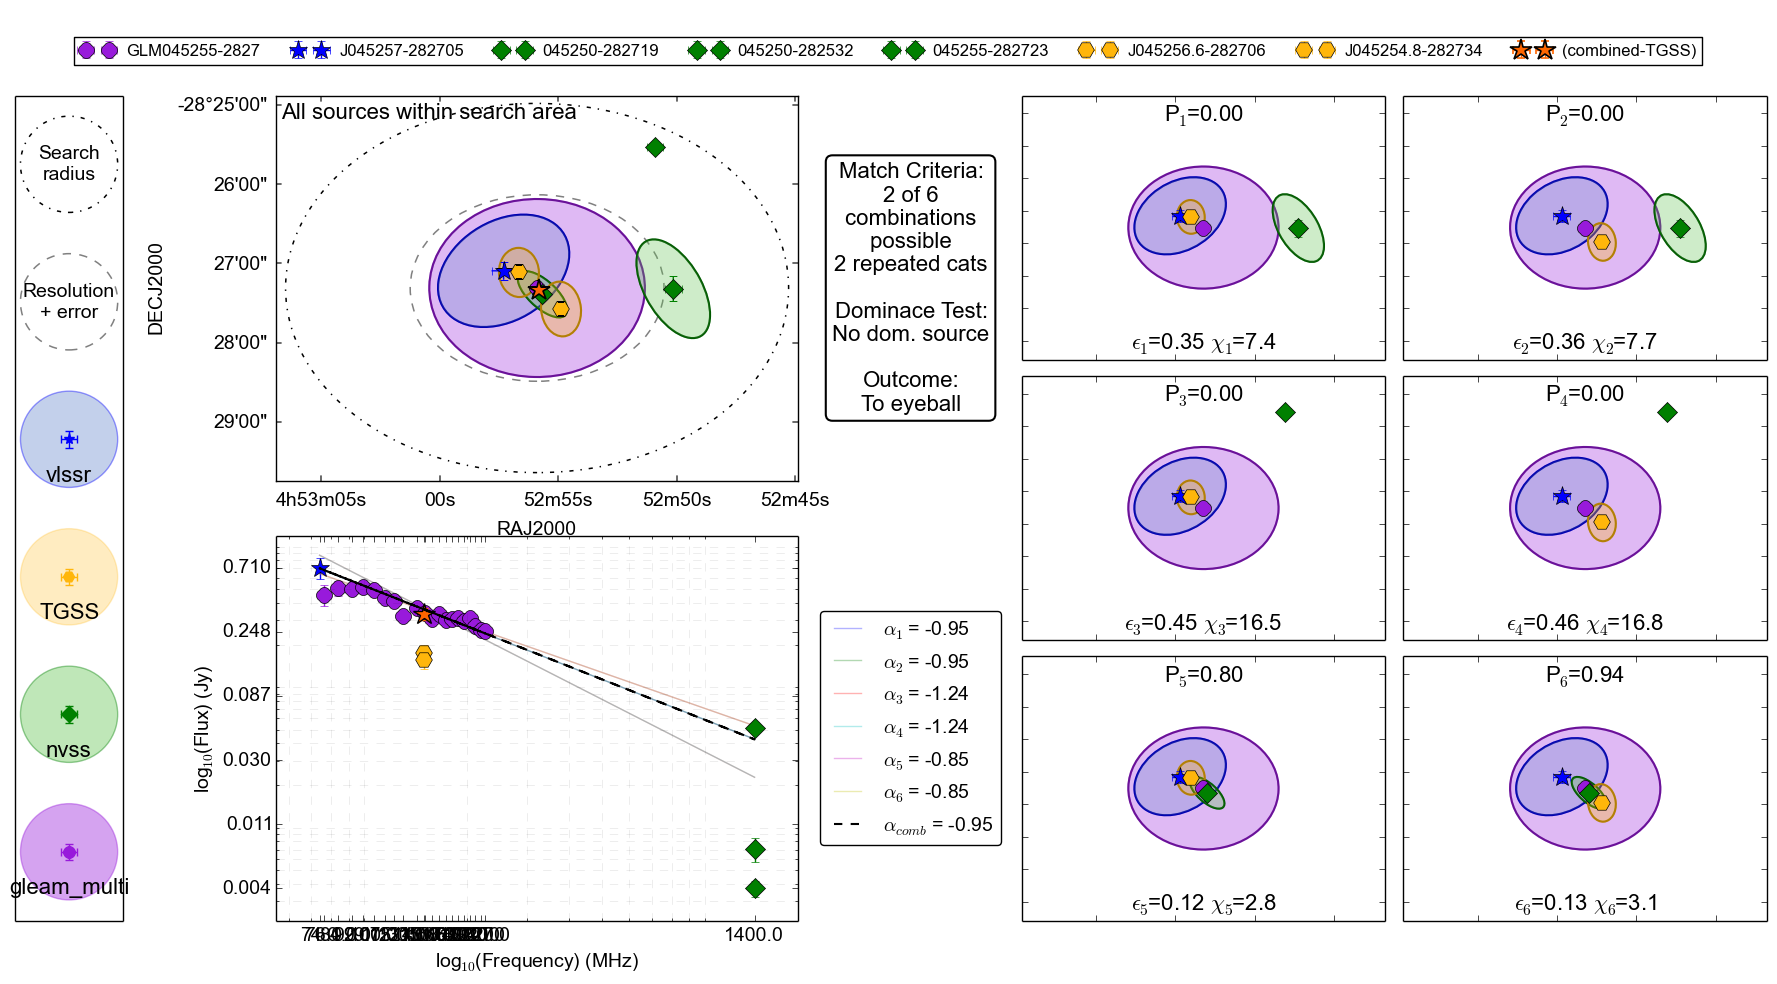 GLM045255-2827 J045257-282705 045250-282719 045250-282532 045255-282723 J045256.6-282706 J045254.8-282734 (combined-TGSS)
Search
radius
Resolution
+ error
vlssr
TGSS
nvss
gleam_multi
All sources within search area
-28°25'00"
26'00"
27'00"
28'00"
29'00"
DECJ2000
4h53m05s 00s 52m55s 52m50s 52m45s
RAJ2000
Match Criteria:
2 of 6
combinations
possible
2 repeated cats
Dominace Test:
No dom. source
Outcome:
To eyeball
0.710
0.248
0.087
0.030
0.011
0.004
log10(Flux) (Jy)
1400.0
log10(Frequency) (MHz)
α1 = -0.95
α2 = -0.95
α3 = -1.24
α4 = -1.24
α5 = -0.85
α6 = -0.85
αcomb = -0.95
P1=0.00
ϵ1=0.35 χ1=7.4
P2=0.00
ϵ2=0.36 χ2=7.7
P3=0.00
ϵ3=0.45 χ3=16.5
P4=0.00
ϵ4=0.46 χ4=16.8
P5=0.80
ϵ5=0.12 χ5=2.8
P6=0.94
ϵ6=0.13 χ6=3.1